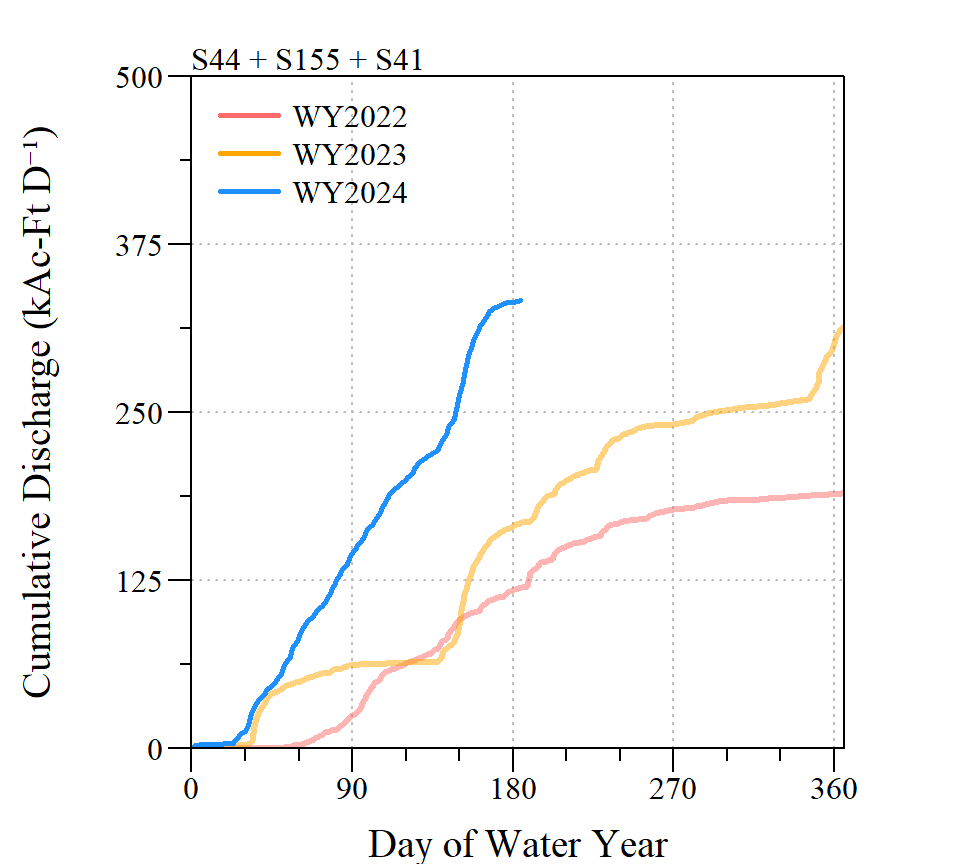 S44 + S155 + S41
500
375
250
125
0
WY2022
WY2023
WY2024
Cumulative Discharge (kAc-Ft D⁻¹)
0 90 180 270 360
Day of Water Year